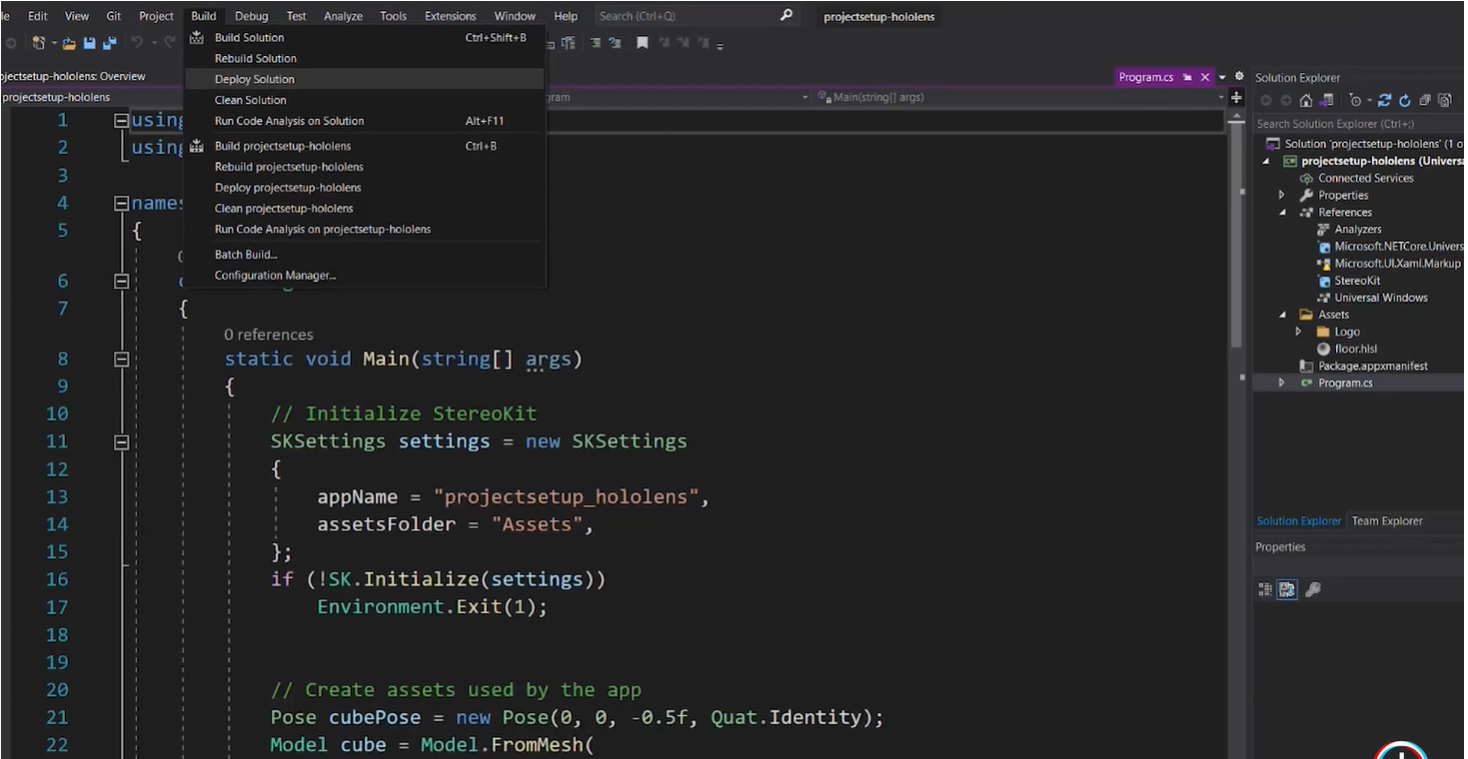 Edit View Git Project Build Debug Test Analyze Tools Extensions Window Help Search (Ctrl+Q) projectsetup-hololens
Build Solution Ctrl+Shift+B
Rebuild Solution
Deploy Solution
Clean Solution
Run Code Analysis on Solution Alt+F11
Build projectsetup-hololens Ctrl+B
Rebuild projectsetup-hololens
Deploy projectsetup-hololens
Clean projectsetup-hololens
Run Code Analysis on projectsetup-hololens
Batch Build...
Configuration Manager...
ojectsetup-hololens: Overview Program.cs
projectsetup-hololens gram Main(string[] args)
1 using
2 using
3
4 names
5 {
6
7 {
0 references
8 static void Main(string[] args)
9 {
10 // Initialize StereoKit
11 SKSettings settings = new SKSettings
12 {
13 appName = "projectsetup_hololens",
14 assetsFolder = "Assets",
15 };
16 if (!SK.Initialize(settings))
17 Environment.Exit(1);
18
19
20 // Create assets used by the app
21 Pose cubePose = new Pose(0, 0, -0.5f, Quat.Identity);
22 Model cube = Model.FromMesh(
Solution Explorer
Search Solution Explorer (Ctrl+;)
Solution 'projectsetup-hololens' (1 o
projectsetup-hololens (Universa
Connected Services
Properties
References
Analyzers
Microsoft.NETCore.Univers
Microsoft.UI.Xaml.Markup
StereoKit
Universal Windows
Assets
Logo
floor.hlsl
Package.appxmanifest
Program.cs
Solution Explorer Team Explorer
Properties